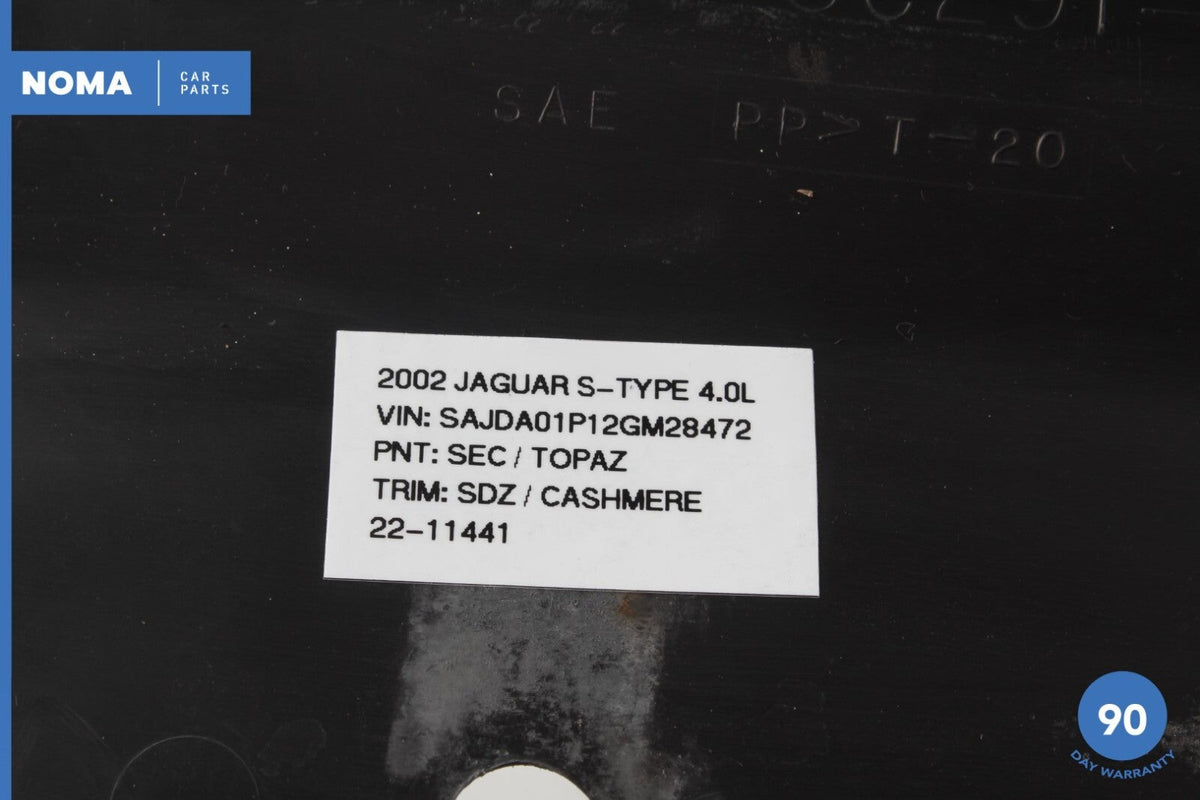 NOMA
CAR
PARTS
SAE PP> T-20
2002 JAGUAR S-TYPE 4.0L
VIN: SAJDA01P12GM28472
PNT: SEC / TOPAZ
TRIM: SDZ / CASHMERE
22-11441
90
DAY WARRANTY